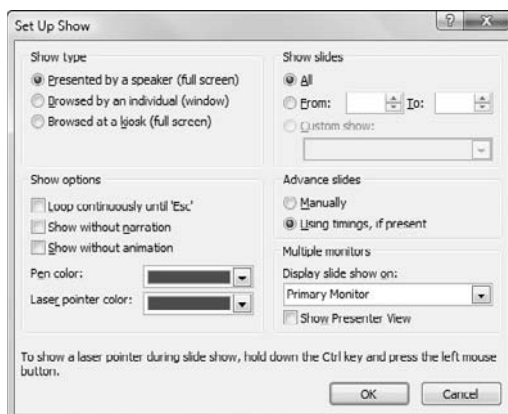 Set Up Show
Show type
Presented by a speaker (full screen)
Browsed by an individual (window)
Browsed at a kiosk (full screen)
Show slides
All
From: To:
Custom show:
Show options
Loop continuously until 'Esc'
Show without narration
Show without animation
Pen color:
Laser pointer color:
Advance slides
Manually
Using timings, if present
Multiple monitors
Display slide show on:
Primary Monitor
Show Presenter View
To show a laser pointer during slide show, hold down the Ctrl key and press the left mouse
button.
OK Cancel